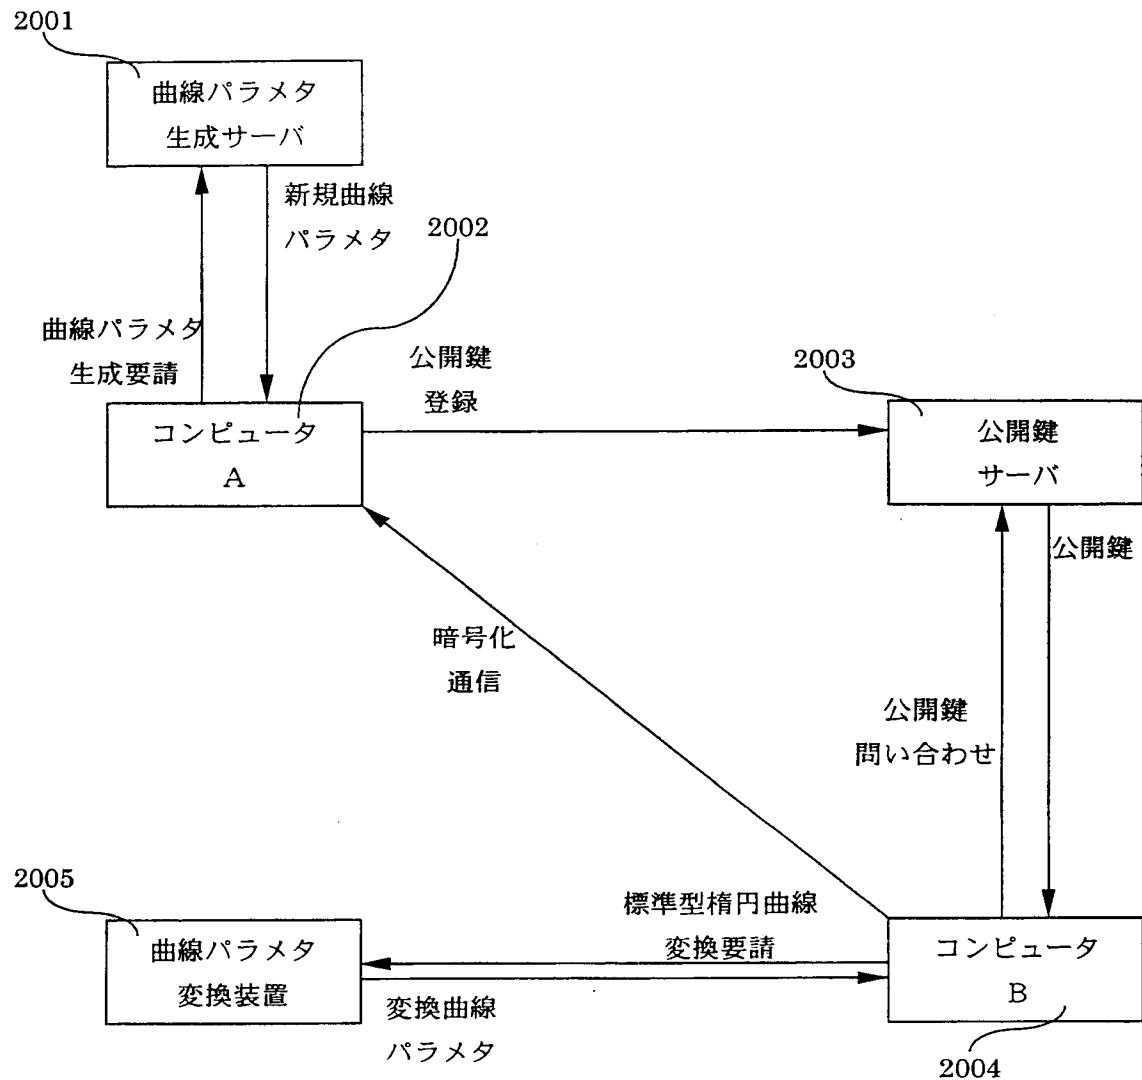 2001
曲線パラメタ
生成サーバ
新規曲線
パラメタ
2002
曲線パラメタ
生成要請
公開鍵
登録
2003
コンピュータ
A
公開鍵
サーバ
公開鍵
暗号化
通信
公開鍵
問い合わせ
2005
標準型楕円曲線
変換要請
曲線パラメタ
変換装置
コンピュータ
B
変換曲線
パラメタ
2004